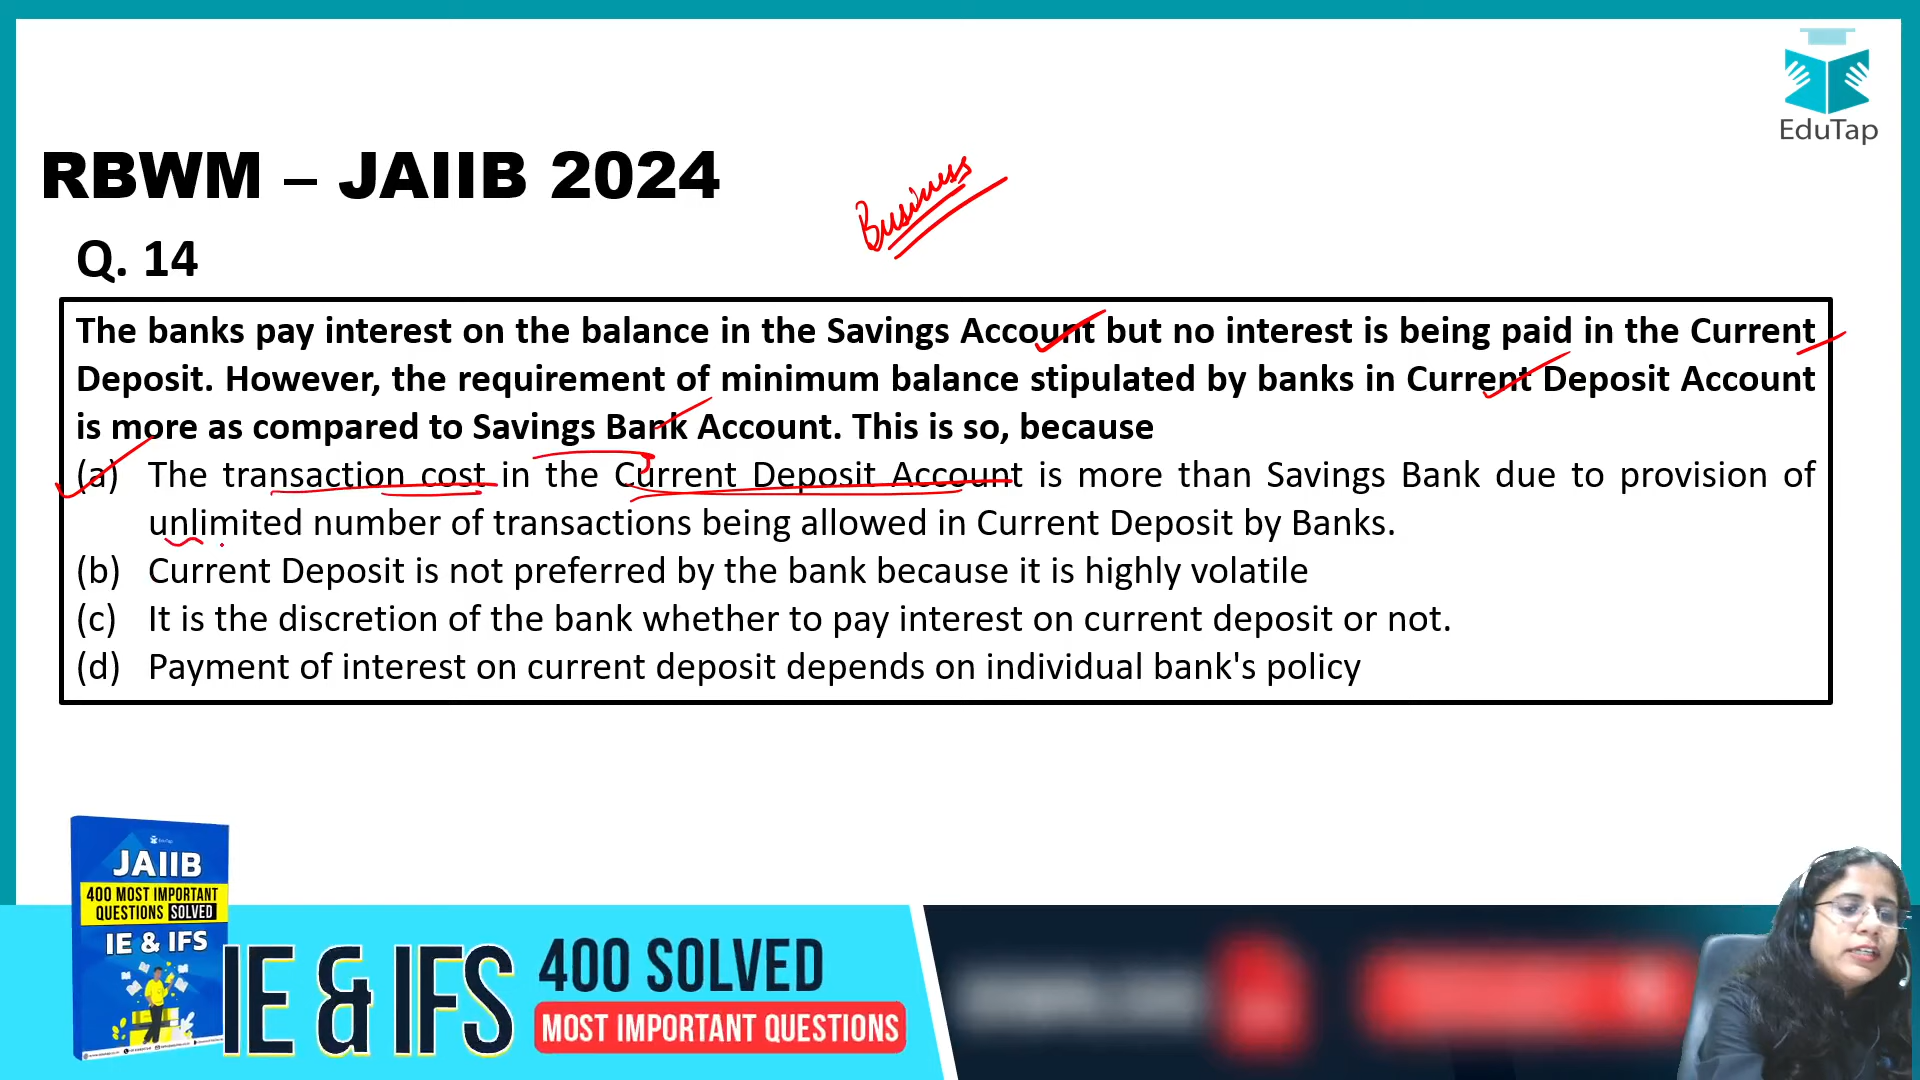 EduTap
RBWM – JAIIB 2024
Business
Q. 14
The banks pay interest on the balance in the Savings Account but no interest is being paid in the Current
Deposit. However, the requirement of minimum balance stipulated by banks in Current Deposit Account
is more as compared to Savings Bank Account. This is so, because
(a) The transaction cost in the Current Deposit Account is more than Savings Bank due to provision of
unlimited number of transactions being allowed in Current Deposit by Banks.
(b) Current Deposit is not preferred by the bank because it is highly volatile
(c) It is the discretion of the bank whether to pay interest on current deposit or not.
(d) Payment of interest on current deposit depends on individual bank's policy
JAIIB
400 MOST IMPORTANT
QUESTIONS SOLVED
IE & IFS
IE & IFS
400 SOLVED
MOST IMPORTANT QUESTIONS